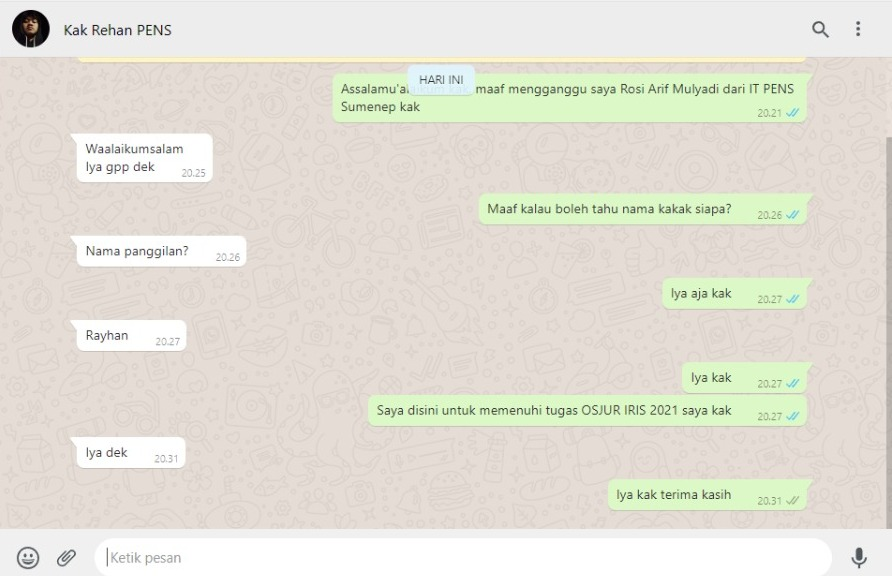 Kak Rehan PENS
HARI INI
Assalamu'alaikum kak, maaf mengganggu saya Rosi Arif Mulyadi dari IT PENS
Sumenep kak
20.21
Waalaikumsalam
Iya gpp dek
20.25
Maaf kalau boleh tahu nama kakak siapa?
20.26
Nama panggilan?
20.26
Iya aja kak
20.27
Rayhan
20.27
Iya kak
20.27
Saya disini untuk memenuhi tugas OSJUR IRIS 2021 saya kak
20.27
Iya dek
20.31
Iya kak terima kasih
20.31
Ketik pesan